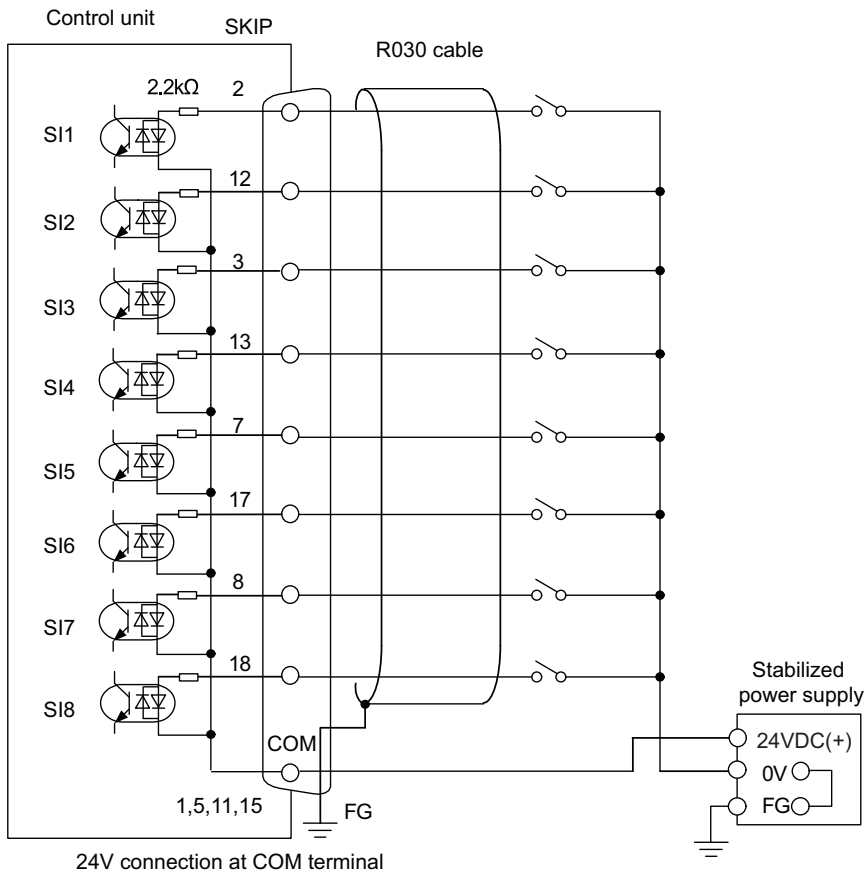 Control unit
SKIP
R030 cable
2.2kΩ
2
SI1
12
SI2
3
SI3
13
SI4
7
SI5
17
SI6
8
SI7
18
SI8
Stabilized
power supply
COM
24VDC(+)
0V
FG
1,5,11,15
FG
24V connection at COM terminal